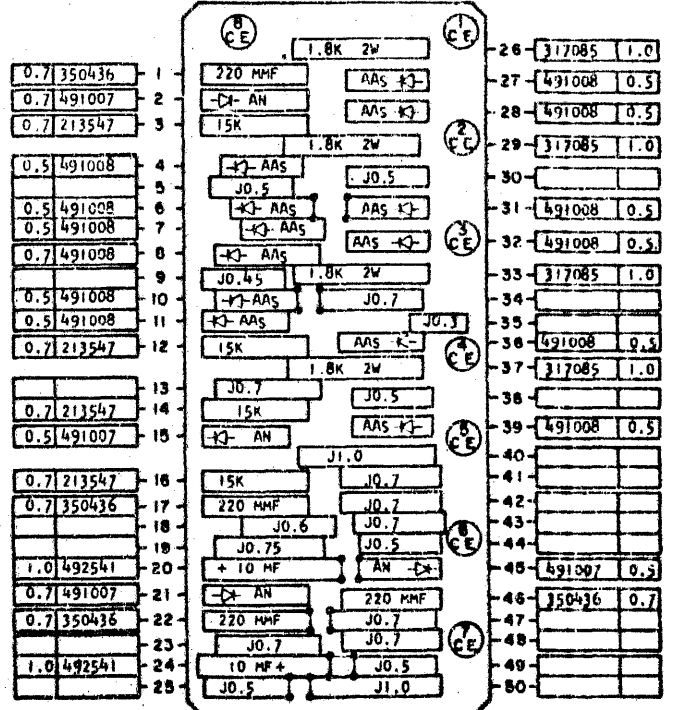 8 CE 1 CE
1.8K 2W - 26 - 317085 1.0
0.7 350436 - 1 - 220 MMF AAS - 27 - 491008 0.5
0.7 491007 - 2 - AN AAS - 28 - 491008 0.5
0.7 213547 - 3 - 15K 2 CE
1.8K 2W - 29 - 317085 1.0
0.5 491008 - 4 - AAS
- 5 - J0.5 J0.5 - 30 -
0.5 491008 - 6 - AAS AAS - 31 - 491008 0.5
0.5 491008 - 7 - AAS 3 CE
0.7 491008 - 8 - AAS AAS - 32 - 491008 0.5
- 9 - J0.45 1.8K 2W - 33 - 317085 1.0
0.5 491008 - 10 - AAS J0.7 - 34 -
0.5 491008 - 11 - AAS J0.3 - 35 -
0.7 213547 - 12 - 15K AAS 4 CE - 36 - 491008 0.5
1.8K 2W - 37 - 317085 1.0
- 13 - J0.7 J0.5 - 38 -
0.7 213547 - 14 - 15K
0.5 491007 - 15 - AN AAS 5 CE - 39 - 491008 0.5
J1.0 - 40 -
0.7 213547 - 16 - 15K J0.7 - 41 -
0.7 350436 - 17 - 220 MMF J0.7 - 42 -
- 18 - J0.6 J0.7 - 43 -
- 19 - J0.75 J0.5 6 CE - 44 -
1.0 492541 - 20 - + 10 MF AN - 45 - 491007 0.5
0.7 491007 - 21 - AN 220 MMF - 46 - 350436 0.7
0.7 350436 - 22 - 220 MMF J0.7 - 47 -
- 23 - J0.7 J0.7 7 CE - 48 -
1.0 492541 - 24 - 10 MF + J0.5 - 49 -
- 25 - J0.5 J1.0 - 50 -